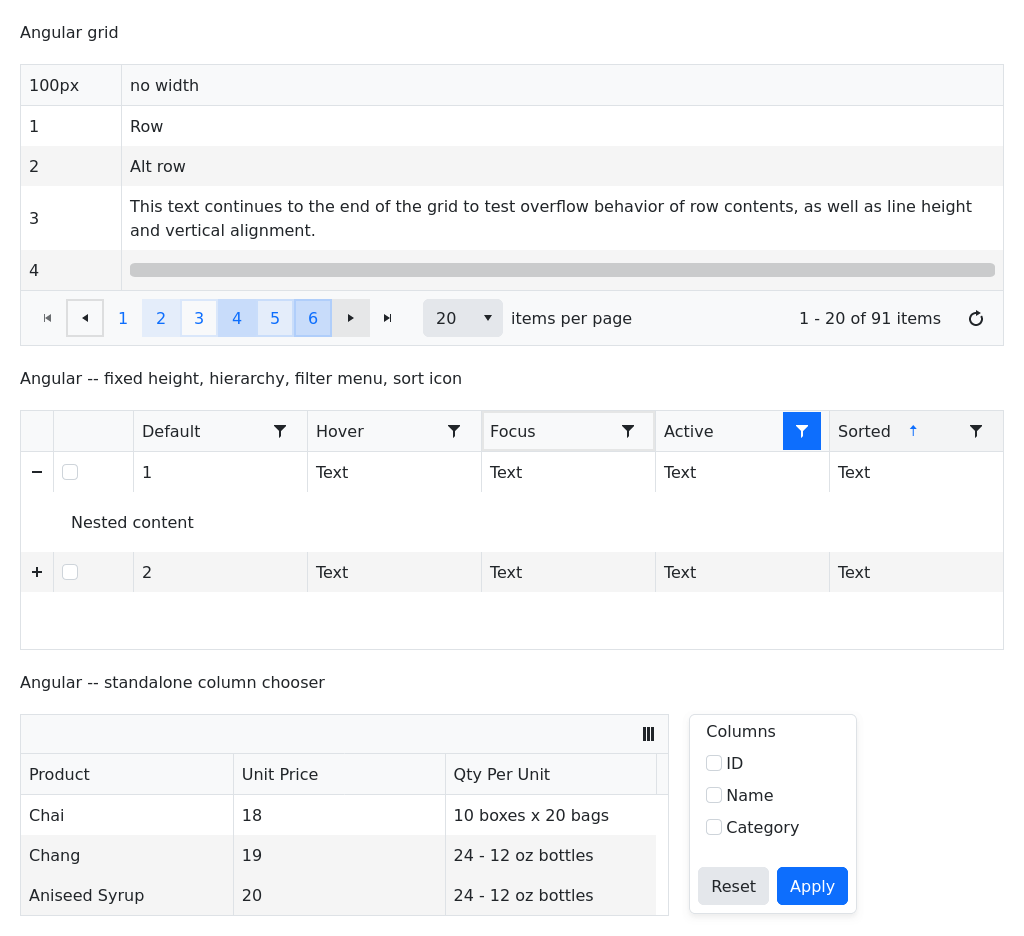 Angular grid
100px no width
1 Row
2 Alt row
3 This text continues to the end of the grid to test overflow behavior of row contents, as well as line height
and vertical alignment.
4
1 2 3 4 5 6 20 items per page 1 - 20 of 91 items
Angular -- fixed height, hierarchy, filter menu, sort icon
Default Hover Focus Active Sorted
1 Text Text Text Text
Nested content
2 Text Text Text Text
Angular -- standalone column chooser
Product Unit Price Qty Per Unit
Chai 18 10 boxes x 20 bags
Chang 19 24 - 12 oz bottles
Aniseed Syrup 20 24 - 12 oz bottles
Columns
ID
Name
Category
Reset Apply